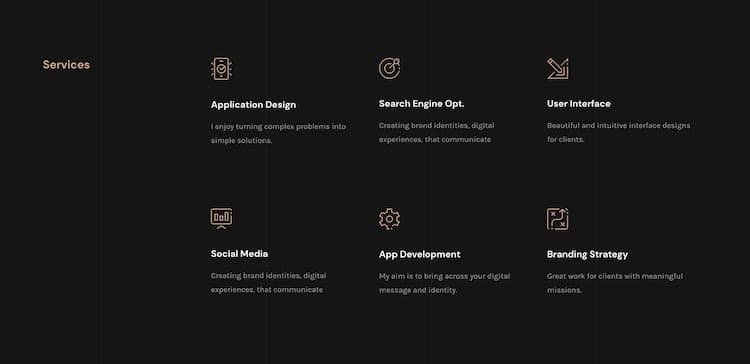 Services
Application Design
I enjoy turning complex problems into
simple solutions.
Search Engine Opt.
Creating brand identities, digital
experiences, that communicate
User Interface
Beautiful and intuitive interface designs
for clients.
Social Media
Creating brand identities, digital
experiences, that communicate
App Development
My aim is to bring across your digital
message and identity.
Branding Strategy
Great work for clients with meaningful
missions.